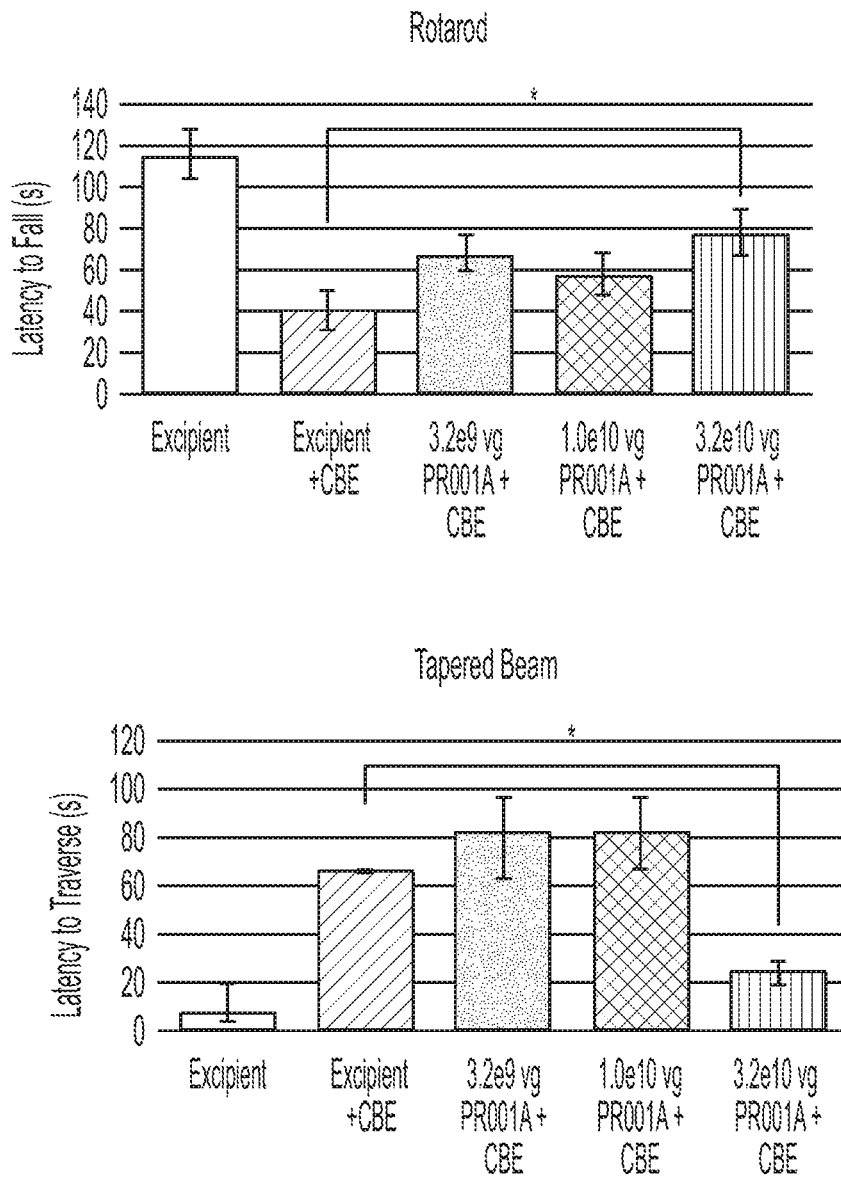 Rotarod
*
Latency to Fall (s)
140
120
100
80
60
40
20
0
Excipient
Excipient
+CBE
3.2e9 vg
PR001A +
CBE
1.0e10 vg
PR001A +
CBE
3.2e10 vg
PR001A +
CBE
Tapered Beam
*
Latency to Traverse (s)
120
100
80
60
40
20
0
Excipient
Excipient
+CBE
3.2e9 vg
PR001A +
CBE
1.0e10 vg
PR001A +
CBE
3.2e10 vg
PR001A +
CBE